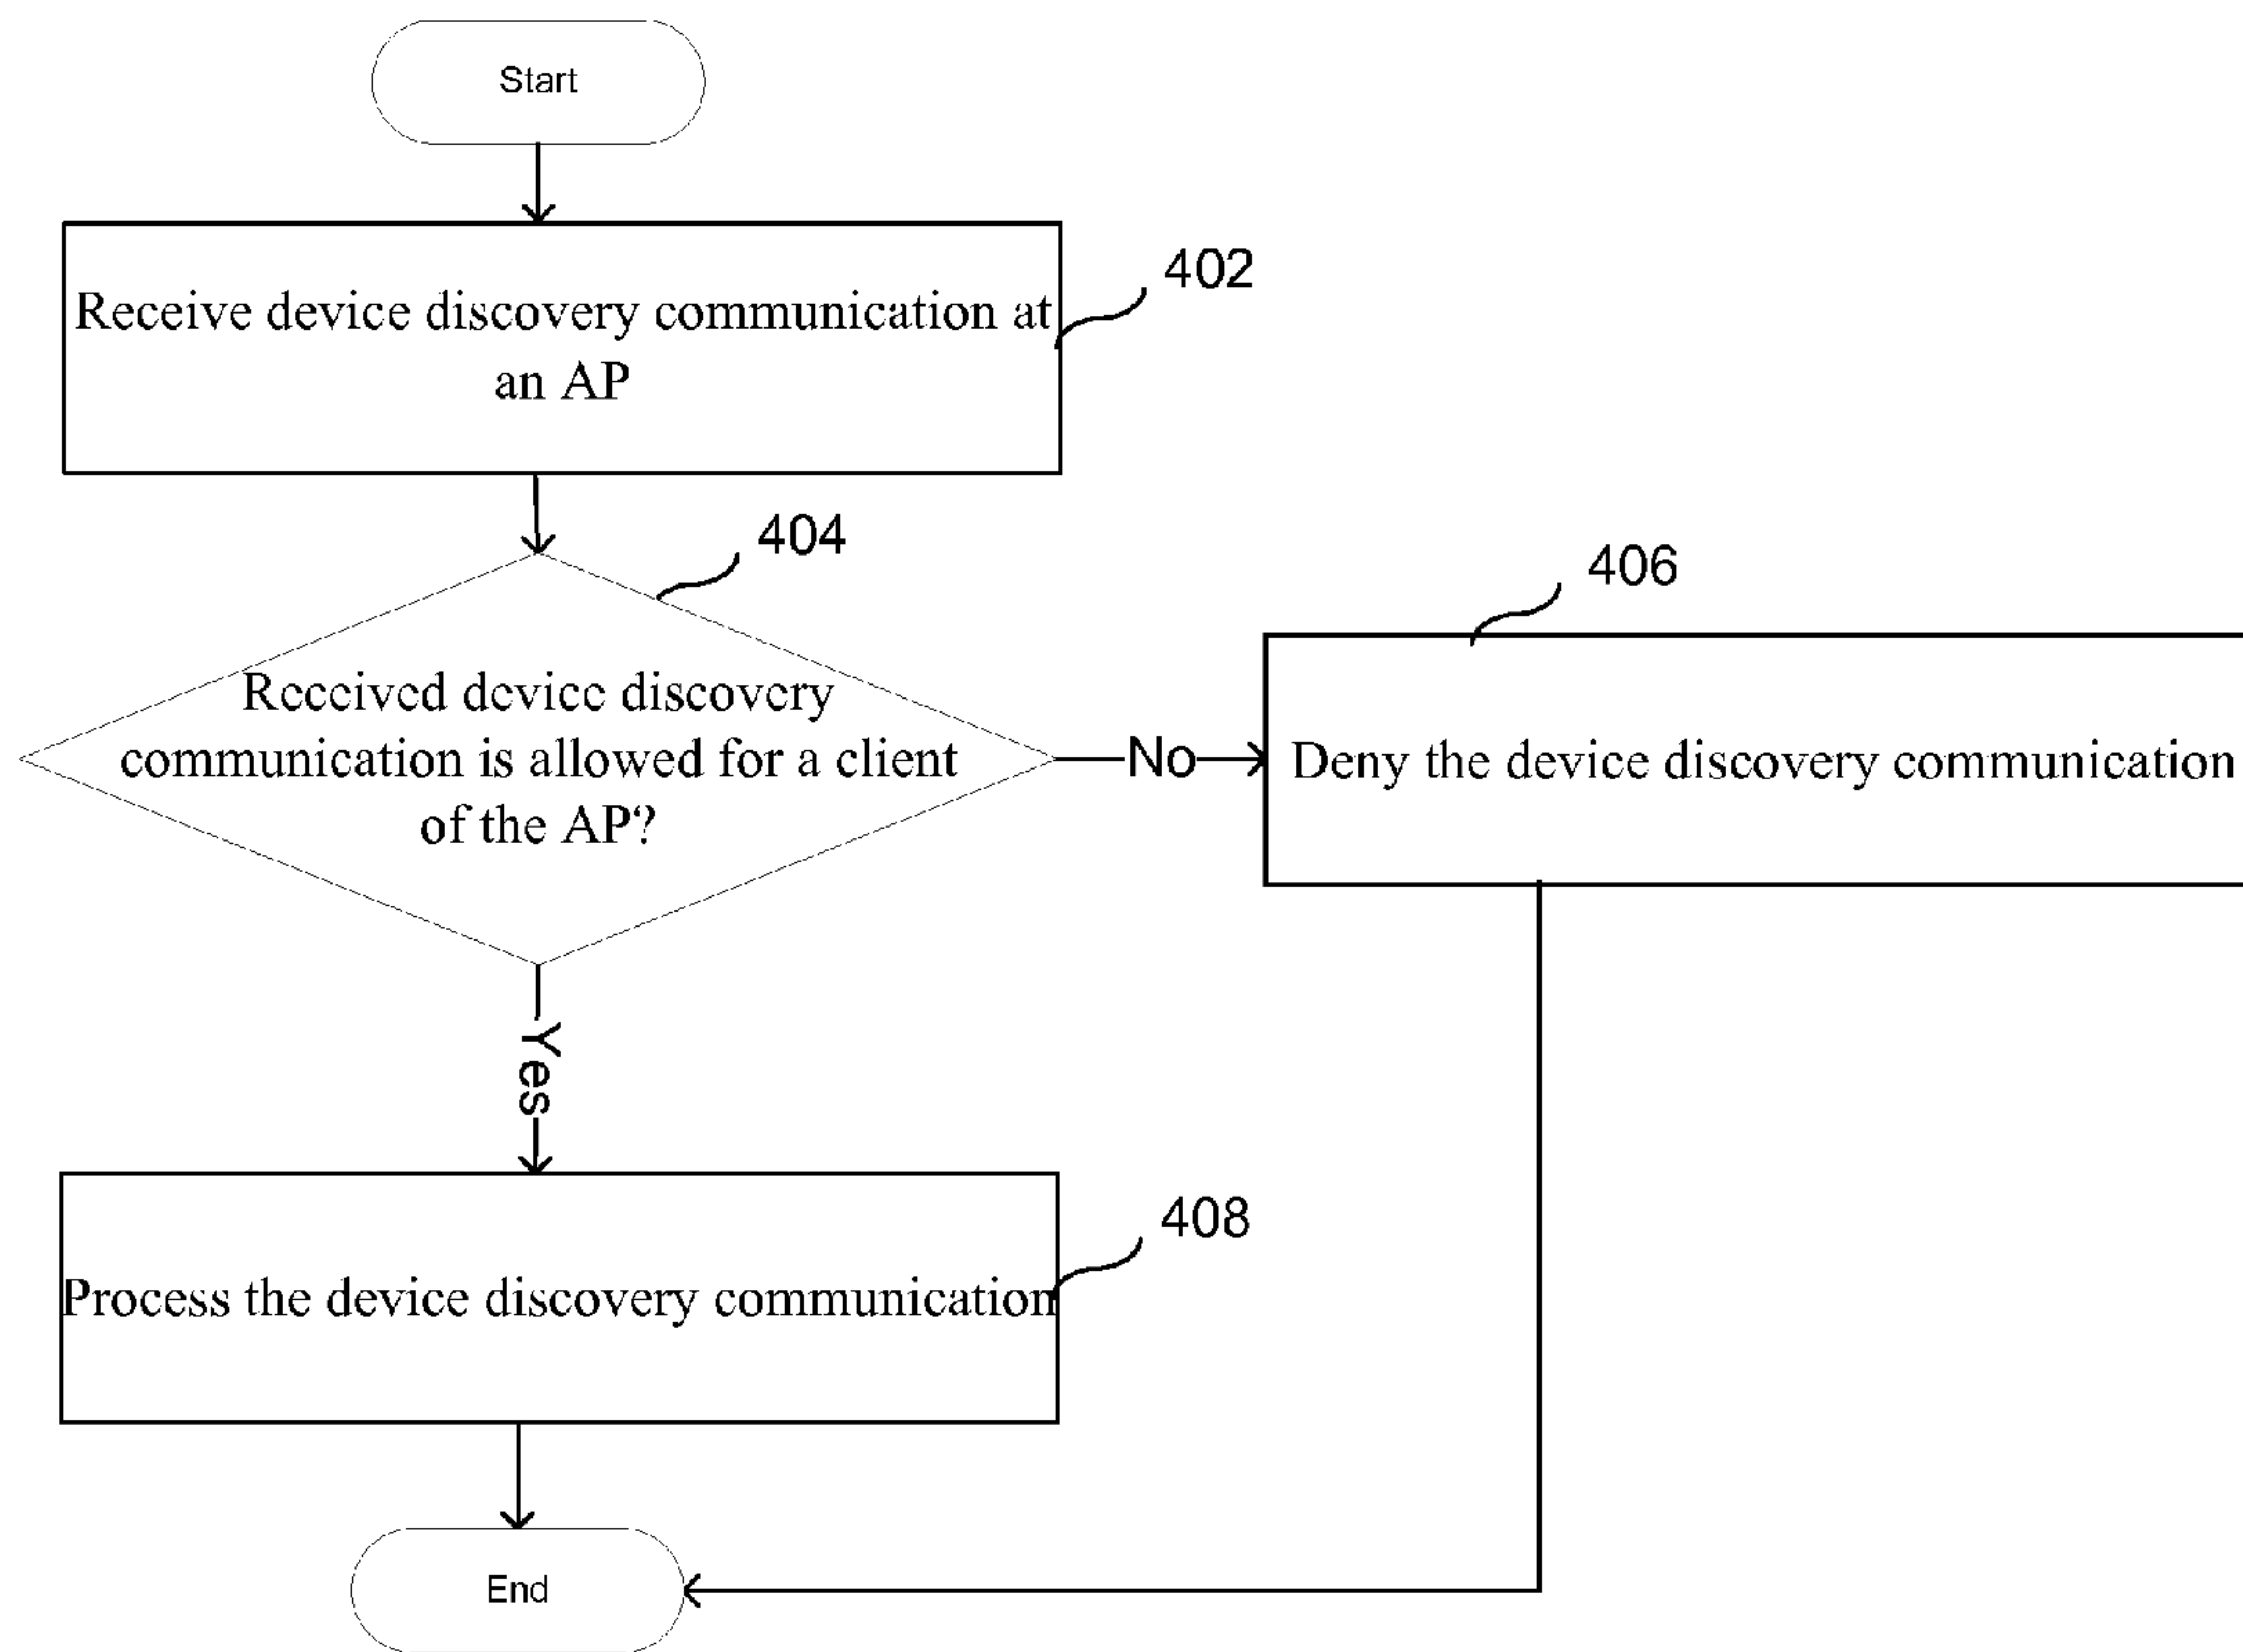 Start
402
Receive device discovery communication at
an AP
404
Received device discovery
communication is allowed for a client
of the AP?
No
406
Deny the device discovery communication
Yes
408
Process the device discovery communication
End